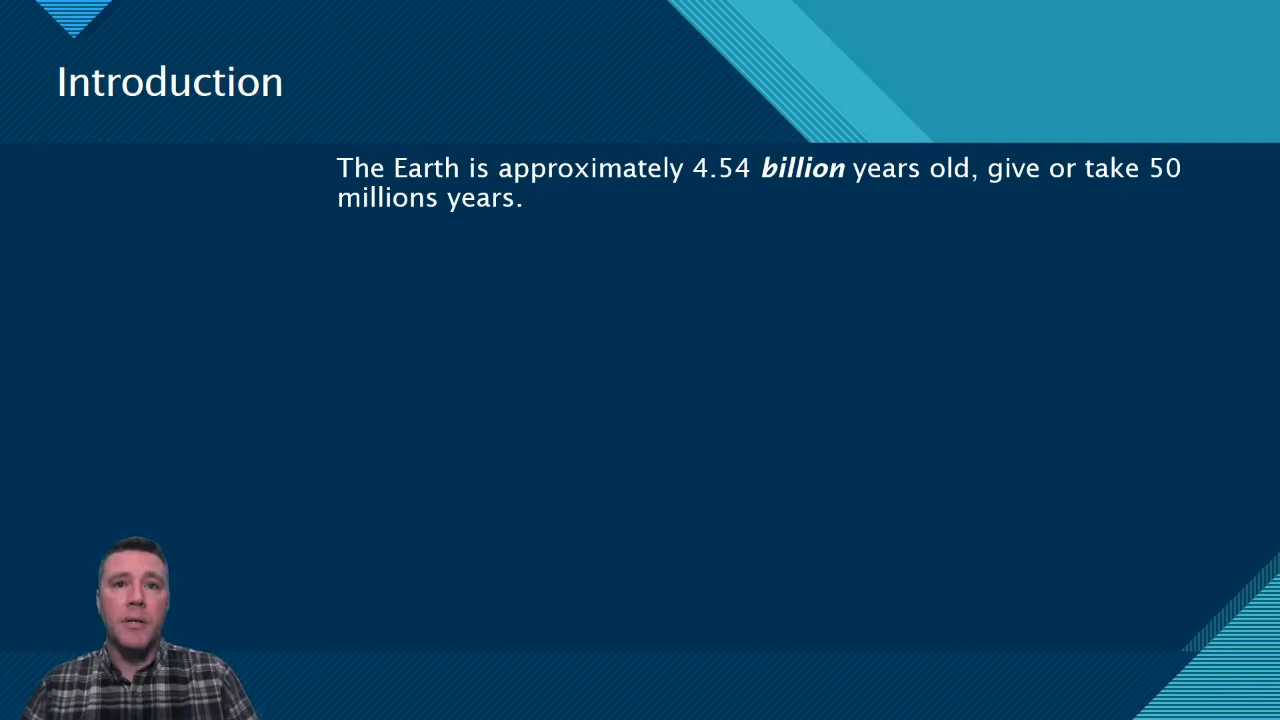 Introduction
The Earth is approximately 4.54 billion years old, give or take 50
millions years.